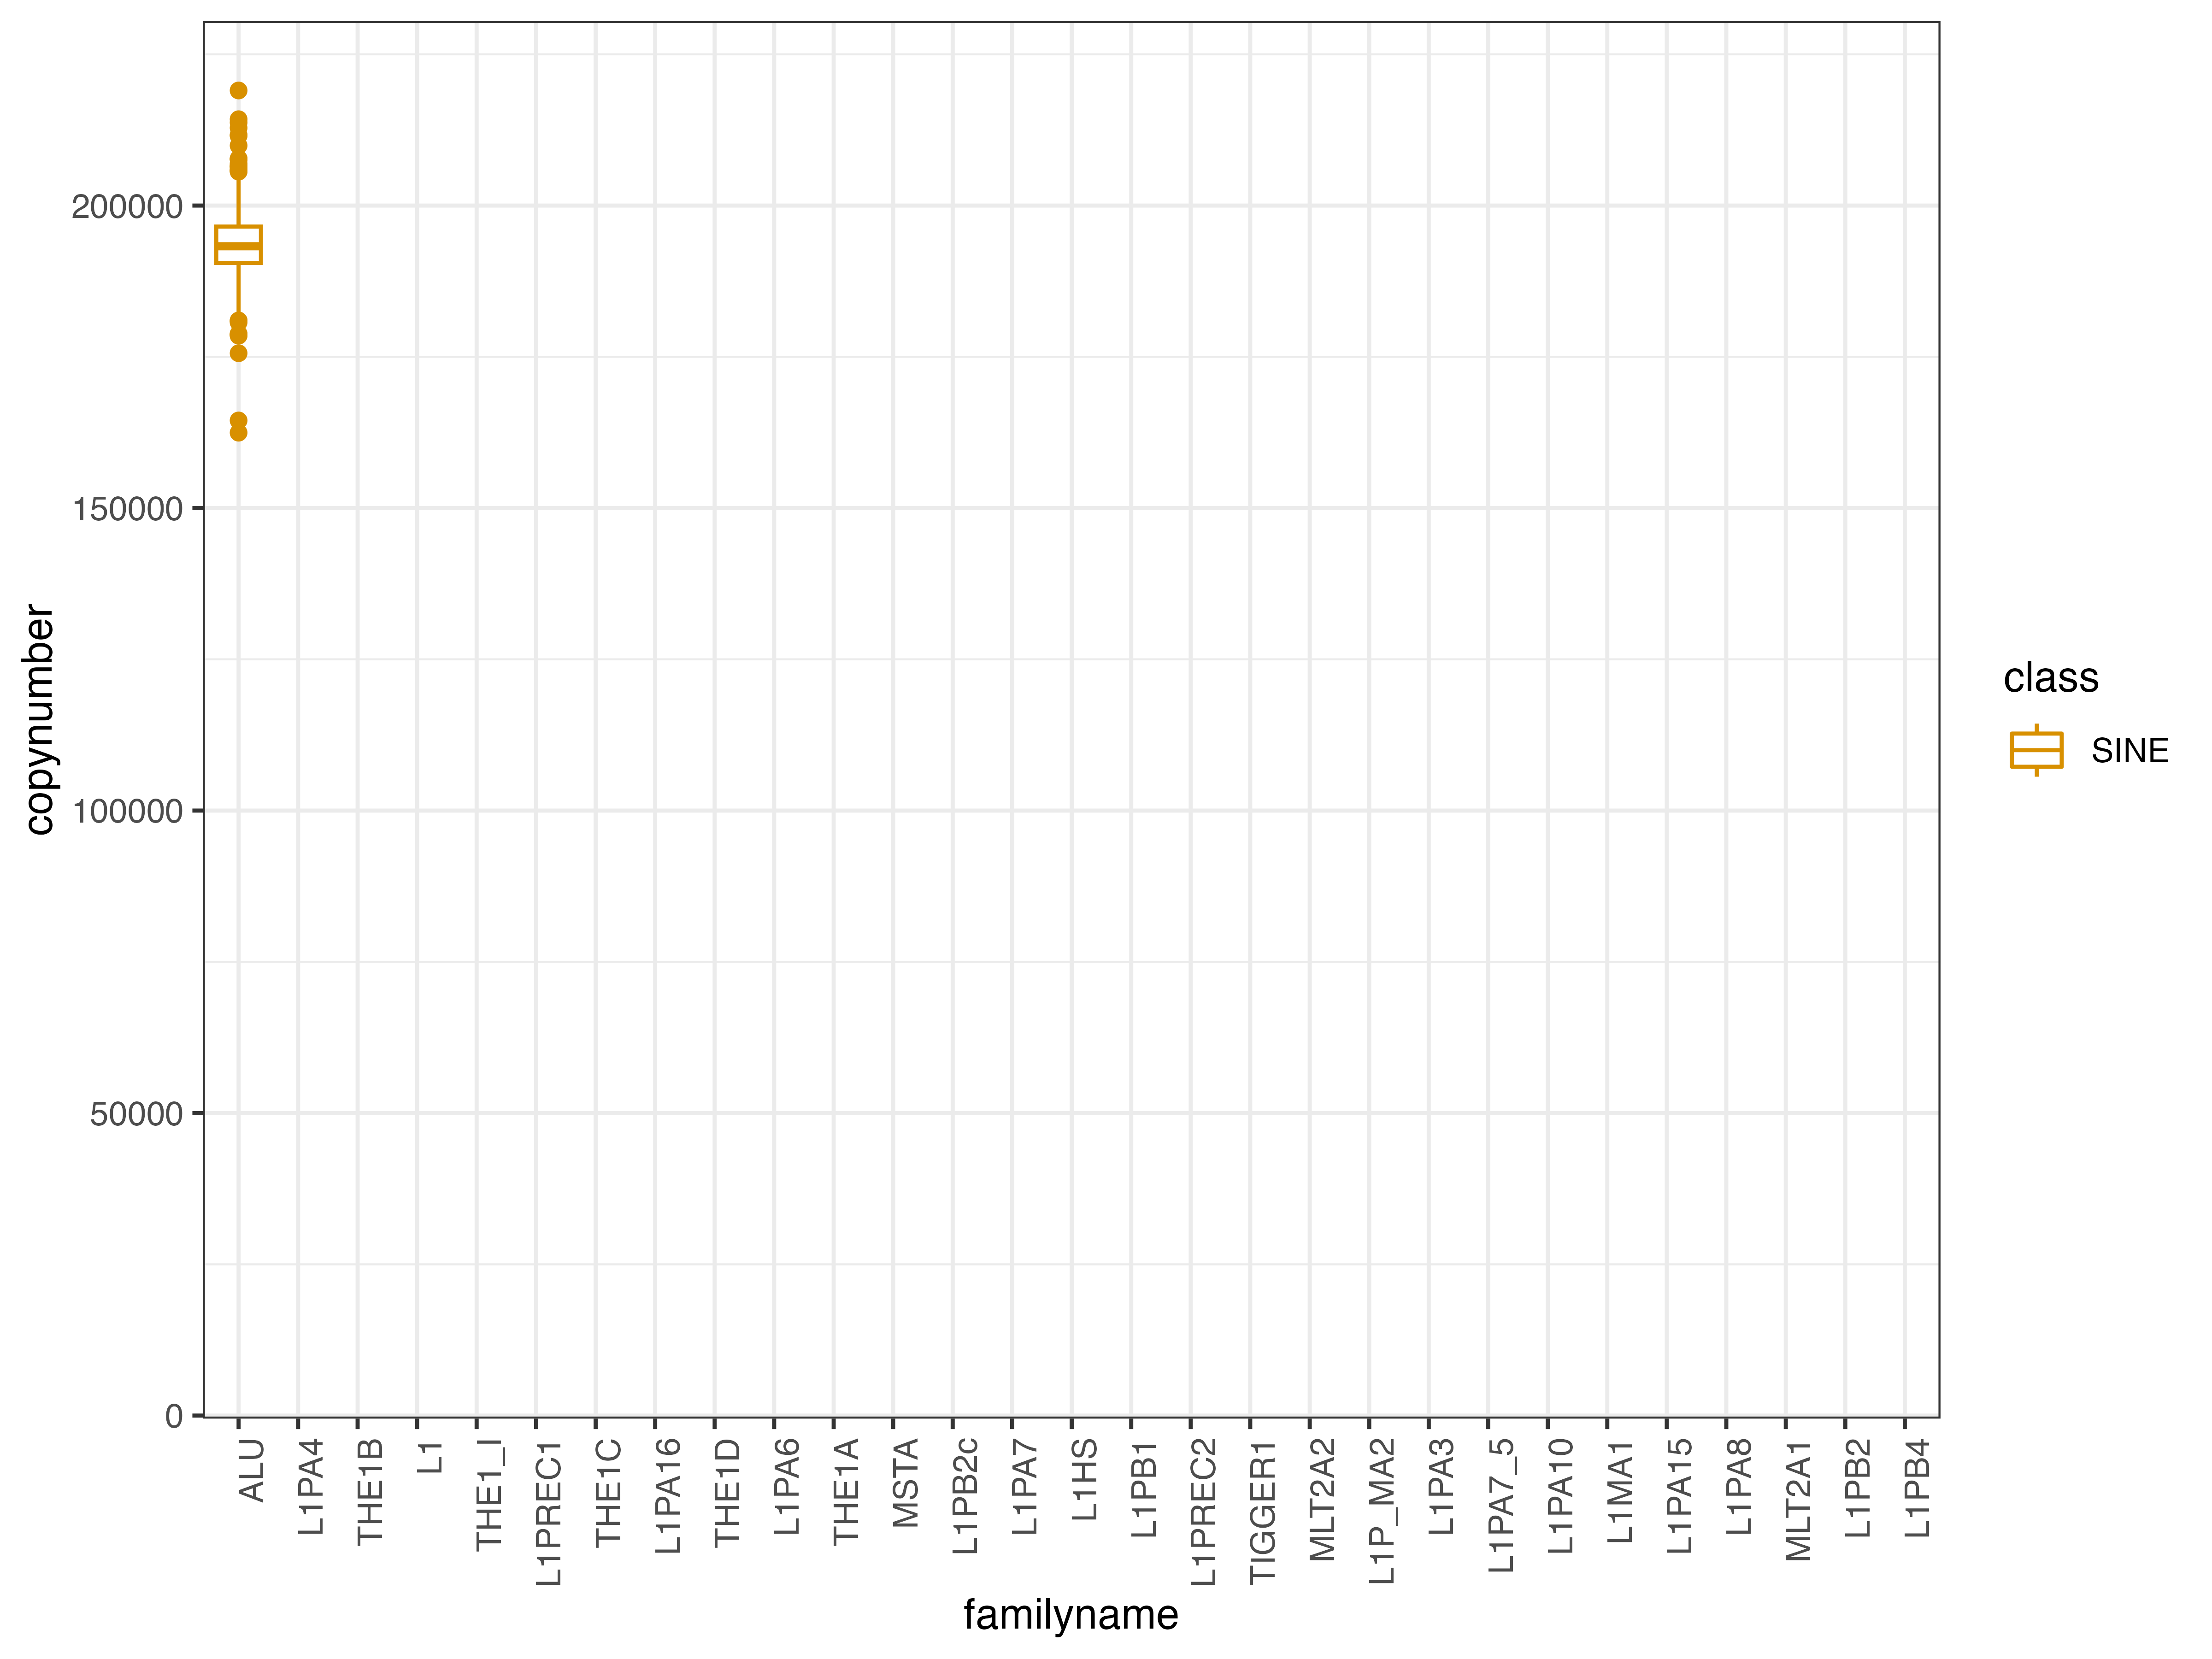 copynumber
200000
150000
100000
50000
0
ALU
L1PA4
THE1B
L1
THE1_I
L1PREC1
THE1C
L1PA16
THE1D
L1PA6
THE1A
MSTA
L1PB2c
L1PA7
L1HS
L1PB1
L1PREC2
TIGGER1
MLT2A2
L1P_MA2
L1PA3
L1PA7_5
L1PA10
L1MA1
L1PA15
L1PA8
MLT2A1
L1PB2
L1PB4
familyname
class
SINE